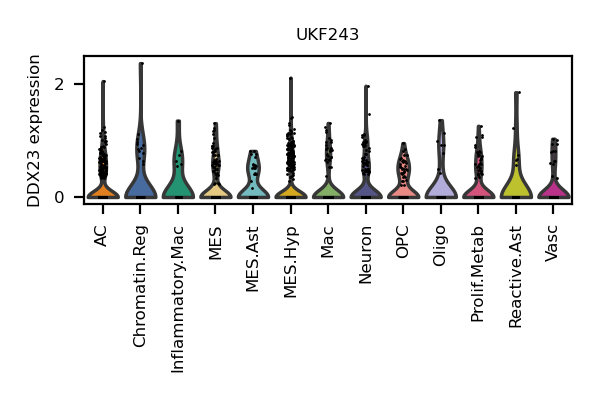 UKF243
DDX23 expression
2
0
AC
Chromatin.Reg
Inflammatory.Mac
MES
MES.Ast
MES.Hyp
Mac
Neuron
OPC
Oligo
Prolif.Metab
Reactive.Ast
Vasc